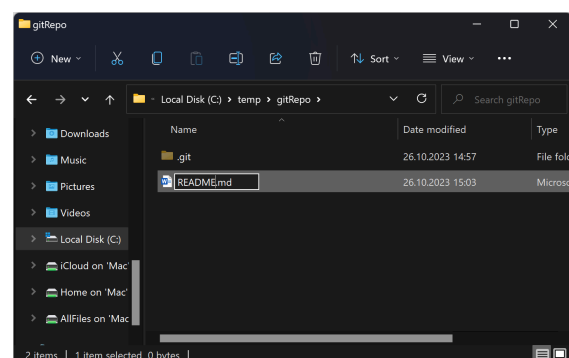 gitRepo
New Sort View
Local Disk (C:) temp gitRepo Search gitRepo
Name Date modified Type
Downloads
.git 26.10.2023 14:57 File fol
Music
README.md 26.10.2023 15:03 Micros
Pictures
Videos
Local Disk (C:)
iCloud on 'Mac'
Home on 'Mac'
AllFiles on 'Mac
2 items 1 item selected 0 bytes